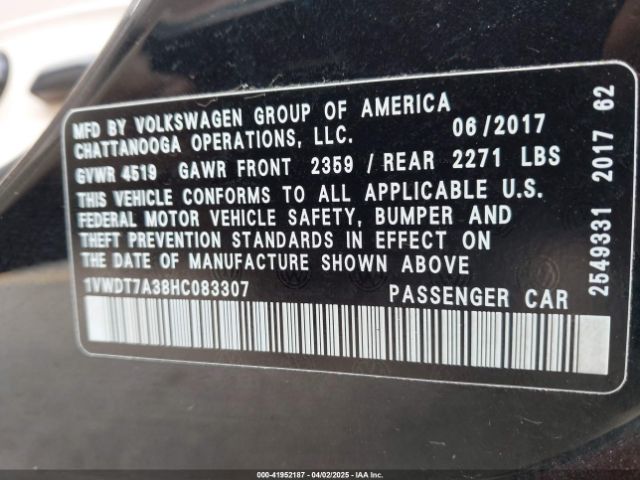 MFD BY VOLKSWAGEN GROUP OF AMERICA
CHATTANOOGA OPERATIONS, LLC. 06/2017
GVWR 4519 GAWR FRONT 2359 / REAR 2271 LBS
THIS VEHICLE CONFORMS TO ALL APPLICABLE U.S.
FEDERAL MOTOR VEHICLE SAFETY, BUMPER AND
THEFT PREVENTION STANDARDS IN EFFECT ON
THE DATE OF MANUFACTURE SHOWN ABOVE
1VWDT7A38HC083307 PASSENGER CAR
2549331 2017 62
000-41952187 - 04/02/2025 - IAAI, Inc.